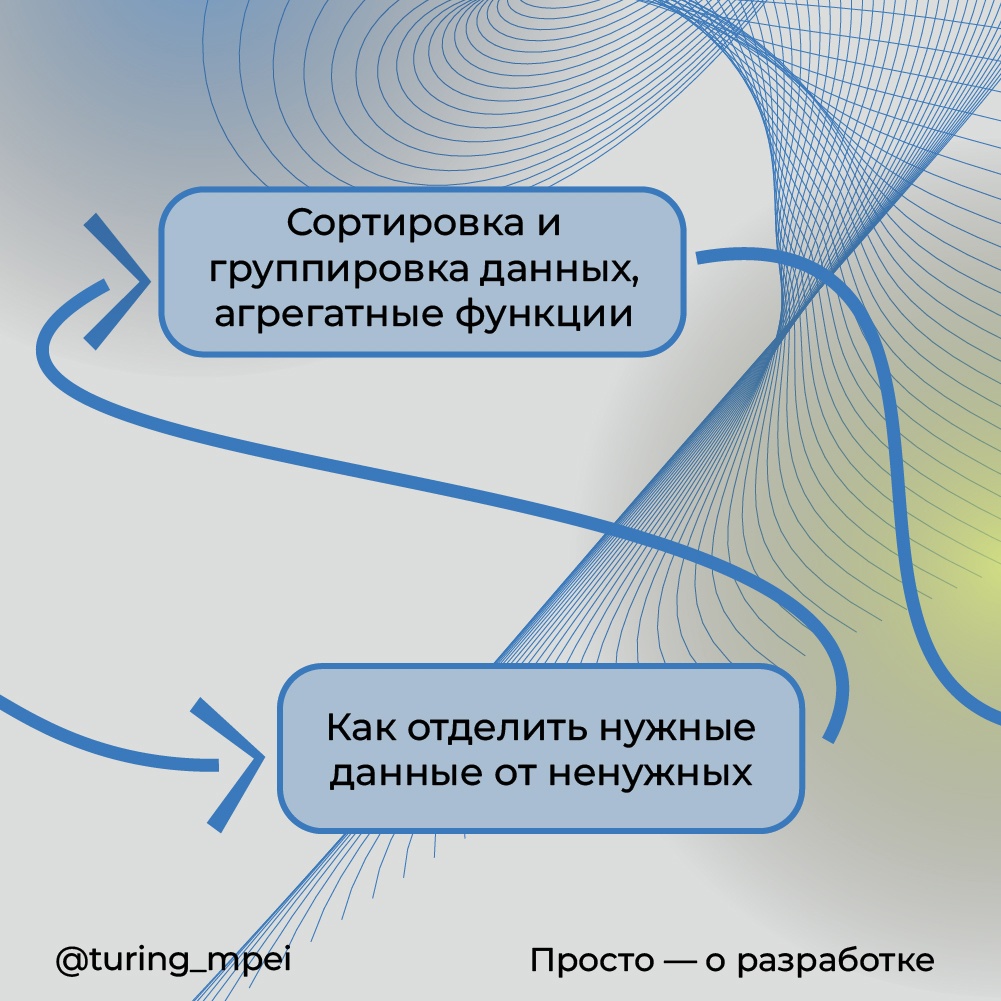 Сортировка и
группировка данных,
агрегатные функции
Как отделить нужные
данные от ненужных
@turing_mpei
Просто — о разработке